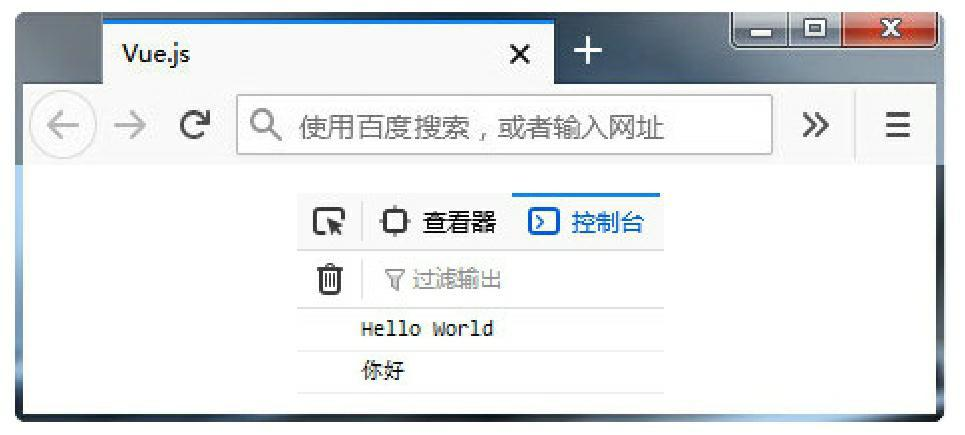 Vue.js
使用百度搜索，或者输入网址
查看器 控制台
过滤输出
Hello World
你好